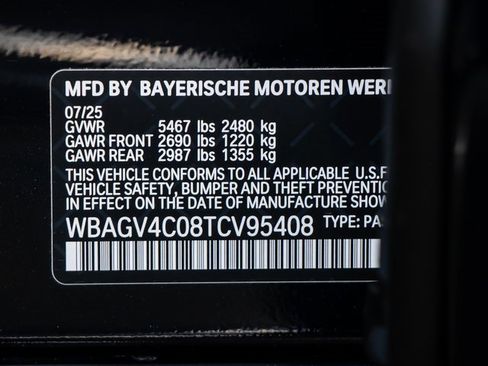 MFD BY BAYERISCHE MOTOREN
07/25
GVWR 5467 lbs 2480 kg
GAWR FRONT 2690 lbs 1220 kg
GAWR REAR 2987 lbs 1355 kg
THIS VEHICLE CONFORMS TO ALL APPLICABLE U.S.F.
VEHICLE SAFETY, BUMPER AND THEFT
IN EFFECT ON THE DATE OF MANUFACTURE SHOW
WBAGV4C08TCV95408 TYPE: